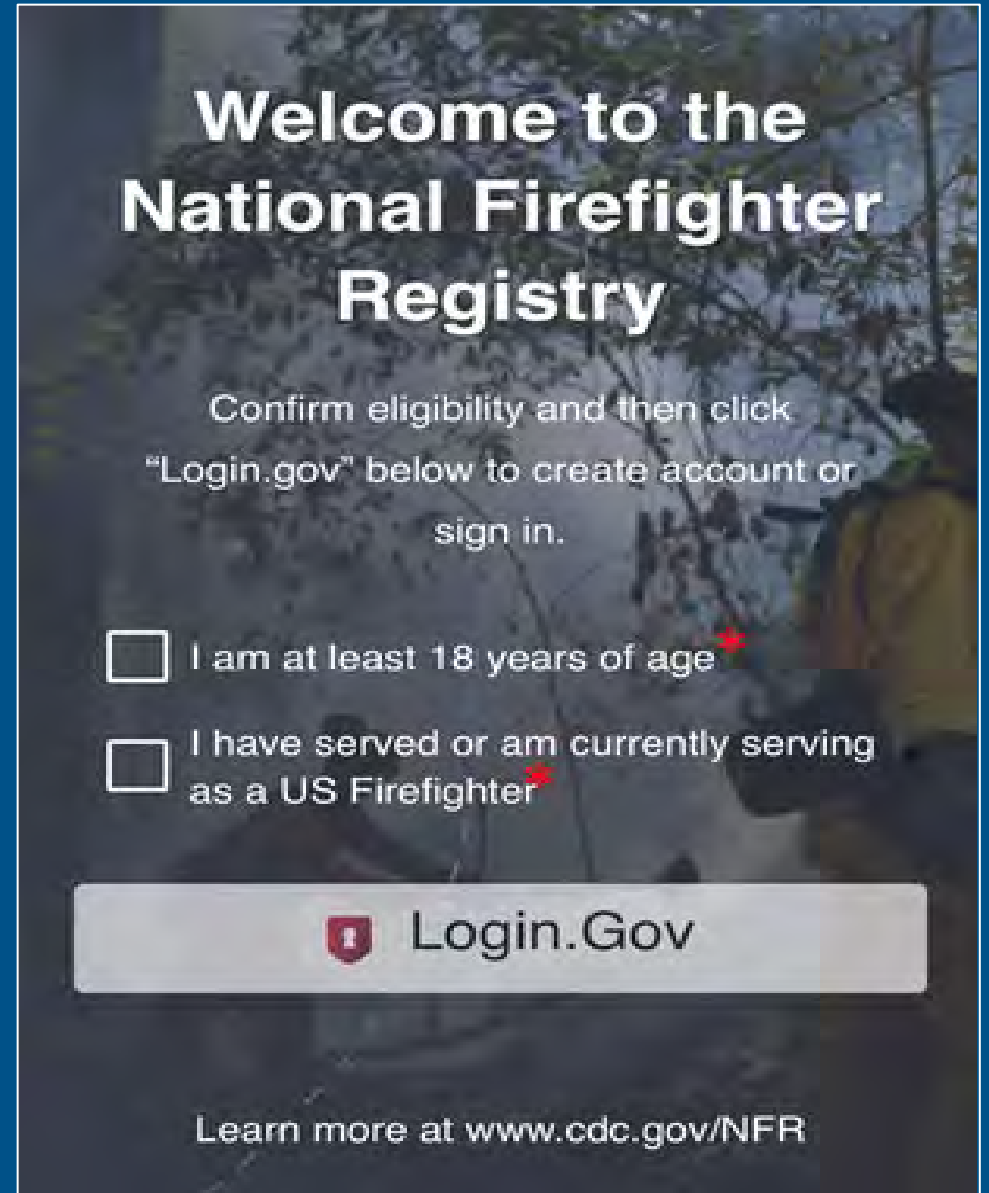 Welcome to the
National Firefighter
Registry
Confirm eligibility and then click
“Login.gov” below to create account or
sign in.
I am at least 18 years of age*
I have served or am currently serving
as a US Firefighter*
Login.Gov
Learn more at www.cdc.gov/NFR